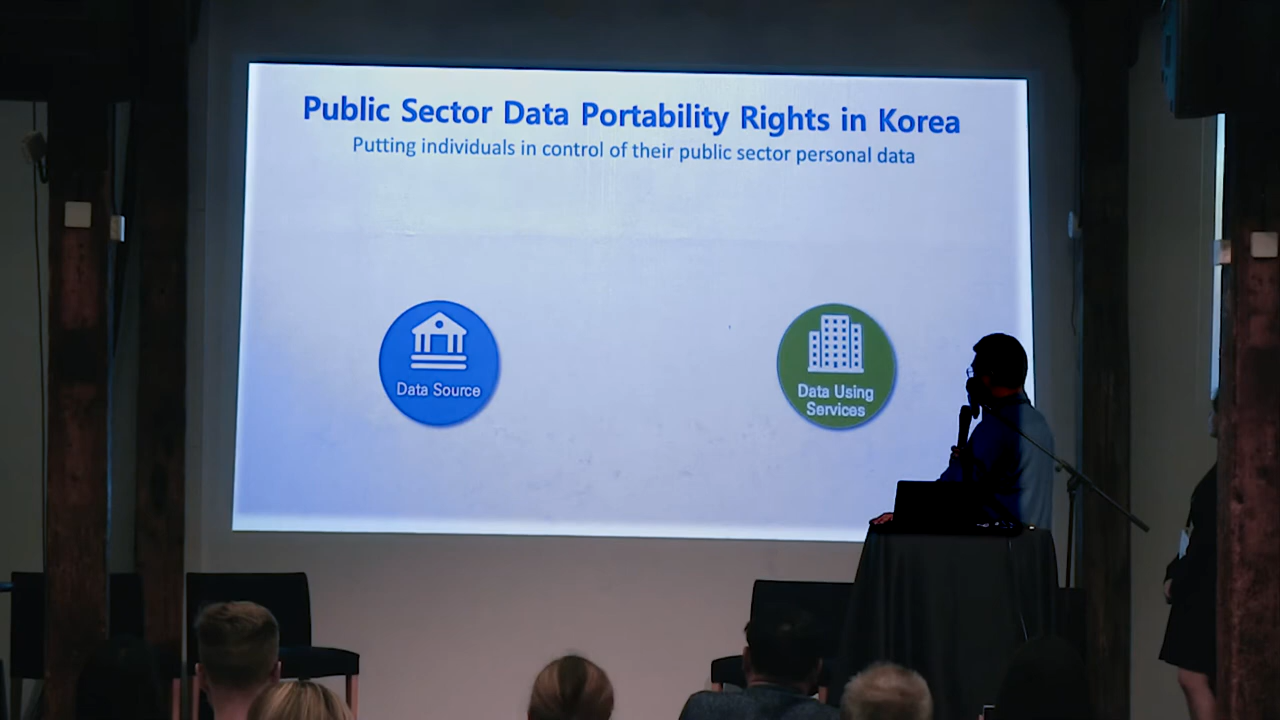 Public Sector Data Portability Rights in Korea
Putting individuals in control of their public sector personal data
Data Source
Data Using
Services